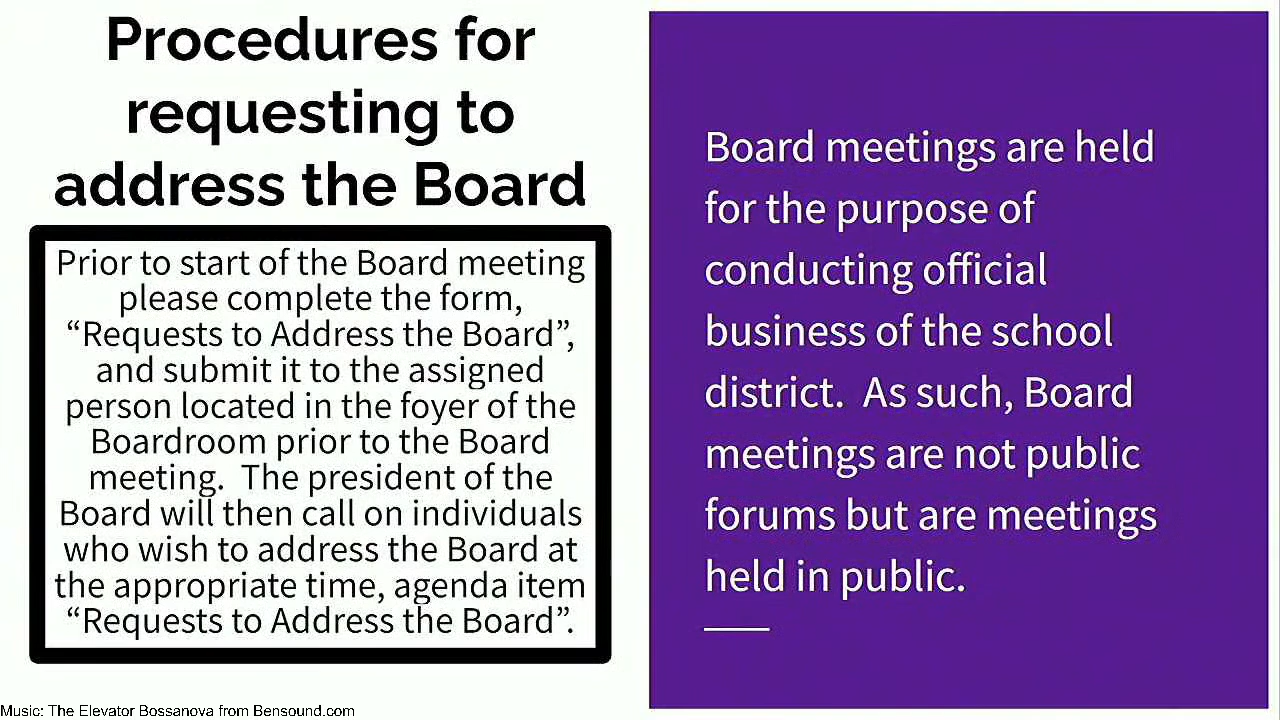 Procedures for
requesting to
address the Board
Prior to start of the Board meeting
please complete the form,
“Requests to Address the Board”,
and submit it to the assigned
person located in the foyer of the
Boardroom prior to the Board
meeting.  The president of the
Board will then call on individuals
who wish to address the Board at
the appropriate time, agenda item
“Requests to Address the Board”.
Board meetings are held
for the purpose of
conducting official
business of the school
district.  As such, Board
meetings are not public
forums but are meetings
held in public.
Music: The Elevator Bossanova from Bensound.com